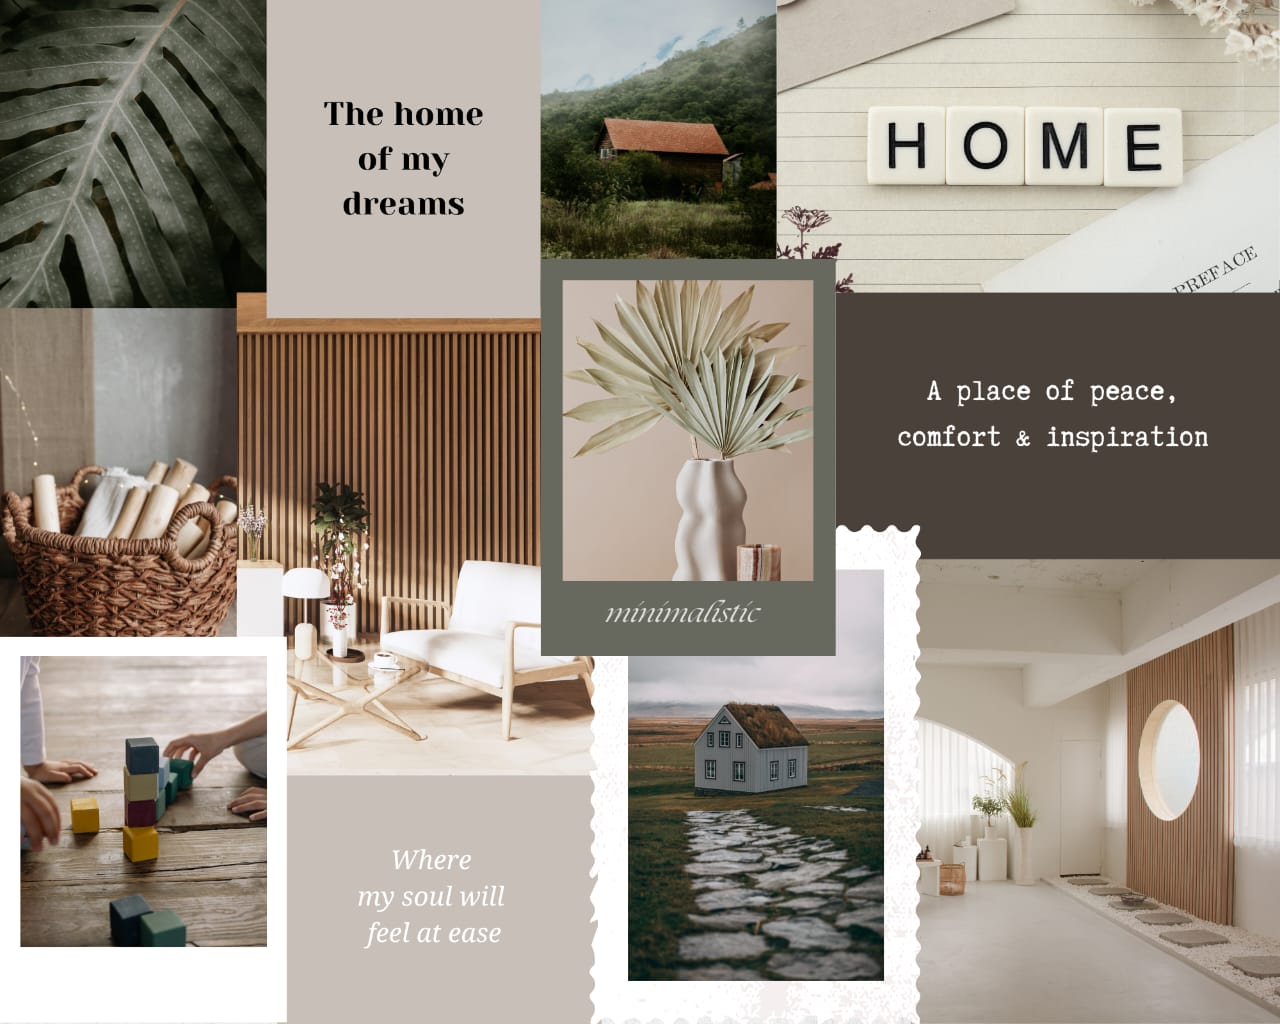 The home
of my
dreams
HOME
PREFACE
A place of peace,
comfort & inspiration
minimalistic
Where
my soul will
feel at ease